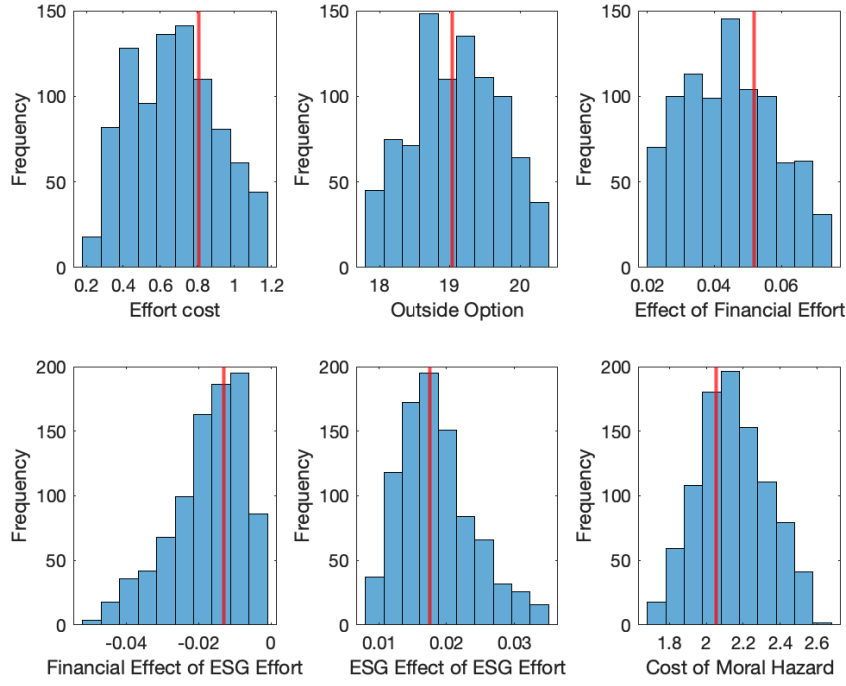 150
100
50
0
Frequency
0.2 0.4 0.6 0.8 1 1.2
Effort cost
150
100
50
0
Frequency
18 19 20
Outside Option
150
100
50
0
Frequency
0.02 0.04 0.06
Effect of Financial Effort
200
150
100
50
0
Frequency
-0.04 -0.02 0
Financial Effect of ESG Effort
200
150
100
50
0
Frequency
0.01 0.02 0.03
ESG Effect of ESG Effort
200
150
100
50
0
Frequency
1.8 2 2.2 2.4 2.6
Cost of Moral Hazard